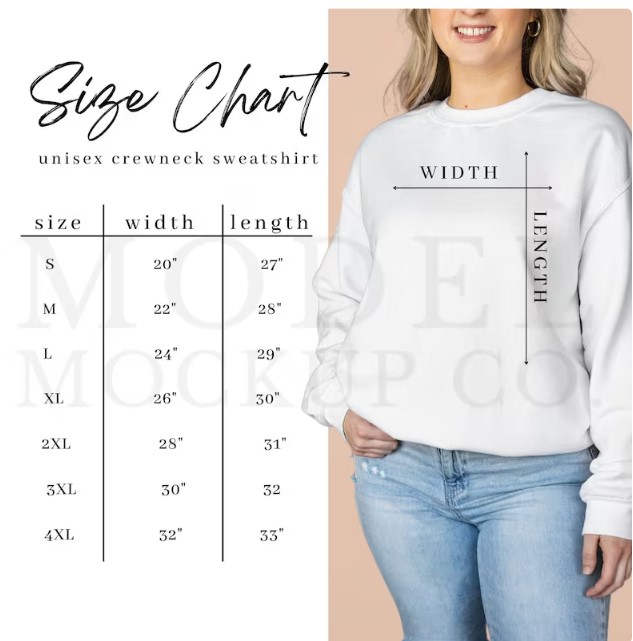 Size Chart
unisex crewneck sweatshirt
size width length
S 20" 27"
M 22" 28"
L 24" 29"
XL 26" 30"
2XL 28" 31"
3XL 30" 32
4XL 32" 33"
WIDTH
LENGTH
MODEL
MOCKUP CO.